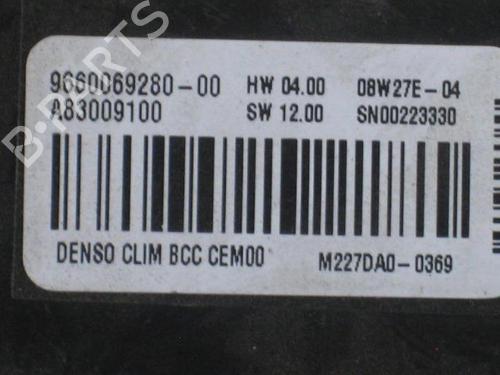 B-PARTS
9660069280-00 HW 04.00 08W27E-04
A83009100 SW 12.00 SN00223330
DENSO CLIM BCC CEM00 M227DA0-0369